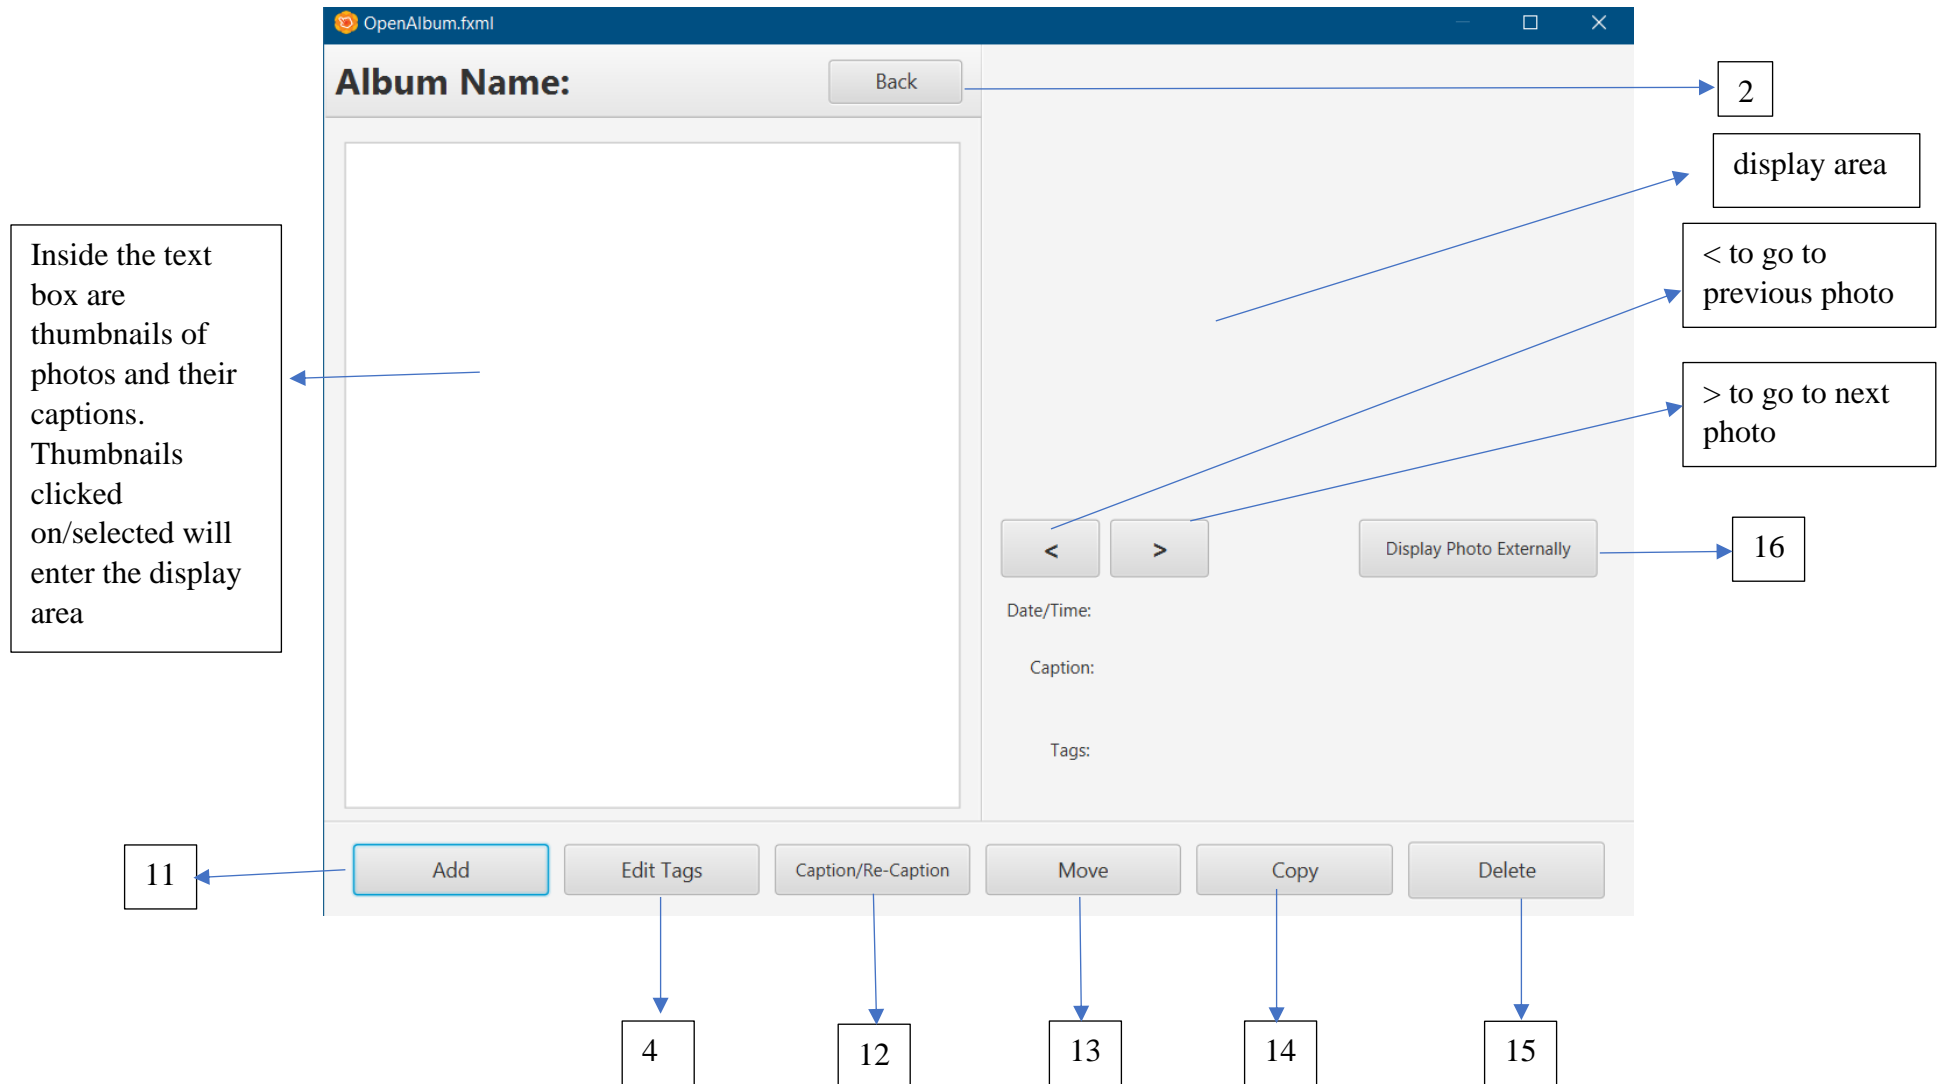 OpenAlbum.fxml
Album Name:
Back
2
display area
Inside the text
box are
thumbnails of
photos and their
captions.
Thumbnails
clicked
on/selected will
enter the display
area
< to go to
previous photo
> to go to next
photo
<
>
Display Photo Externally
16
Date/Time:
Caption:
Tags:
11
Add
Edit Tags
Caption/Re-Caption
Move
Copy
Delete
4
12
13
14
15